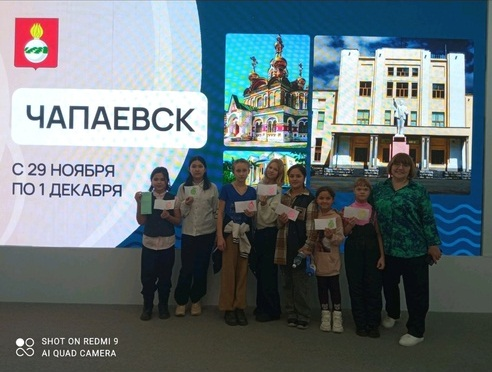 ЧАПАЕВСК
С 29 НОЯБРЯ
ПО 1 ДЕКАБРЯ
SHOT ON REDMI 9
AI QUAD CAMERA